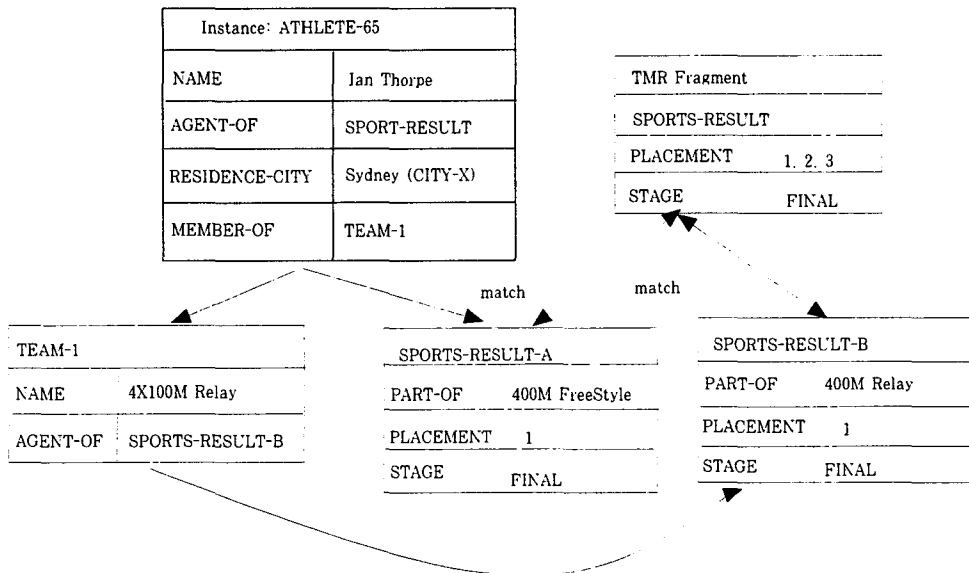 Instance: ATHLETE-65
NAME Ian Thorpe
AGENT-OF SPORT-RESULT
RESIDENCE-CITY Sydney (CITY-X)
MEMBER-OF TEAM-1
TMR Fragment
SPORTS-RESULT
PLACEMENT 1. 2. 3
STAGE FINAL
match
match
TEAM-1
NAME 4X100M Relay
AGENT-OF SPORTS-RESULT-B
SPORTS-RESULT-A
PART-OF 400M FreeStyle
PLACEMENT 1
STAGE FINAL
SPORTS-RESULT-B
PART-OF 400M Relay
PLACEMENT 1
STAGE FINAL